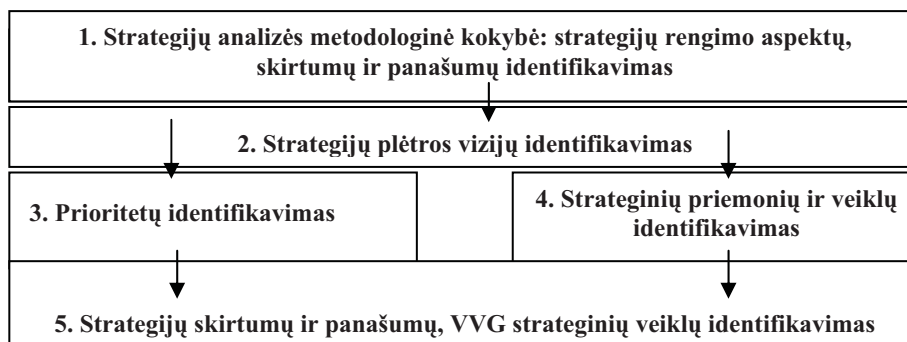 1. Strategijų analizės metodologinė kokybė: strategijų rengimo aspektų,
skirtumų ir panašumų identifikavimas
2. Strategijų plėtros vizijų identifikavimas
3. Prioritetų identifikavimas
4. Strateginių priemonių ir veiklų
identifikavimas
5. Strategijų skirtumų ir panašumų, VVG strateginių veiklų identifikavimas